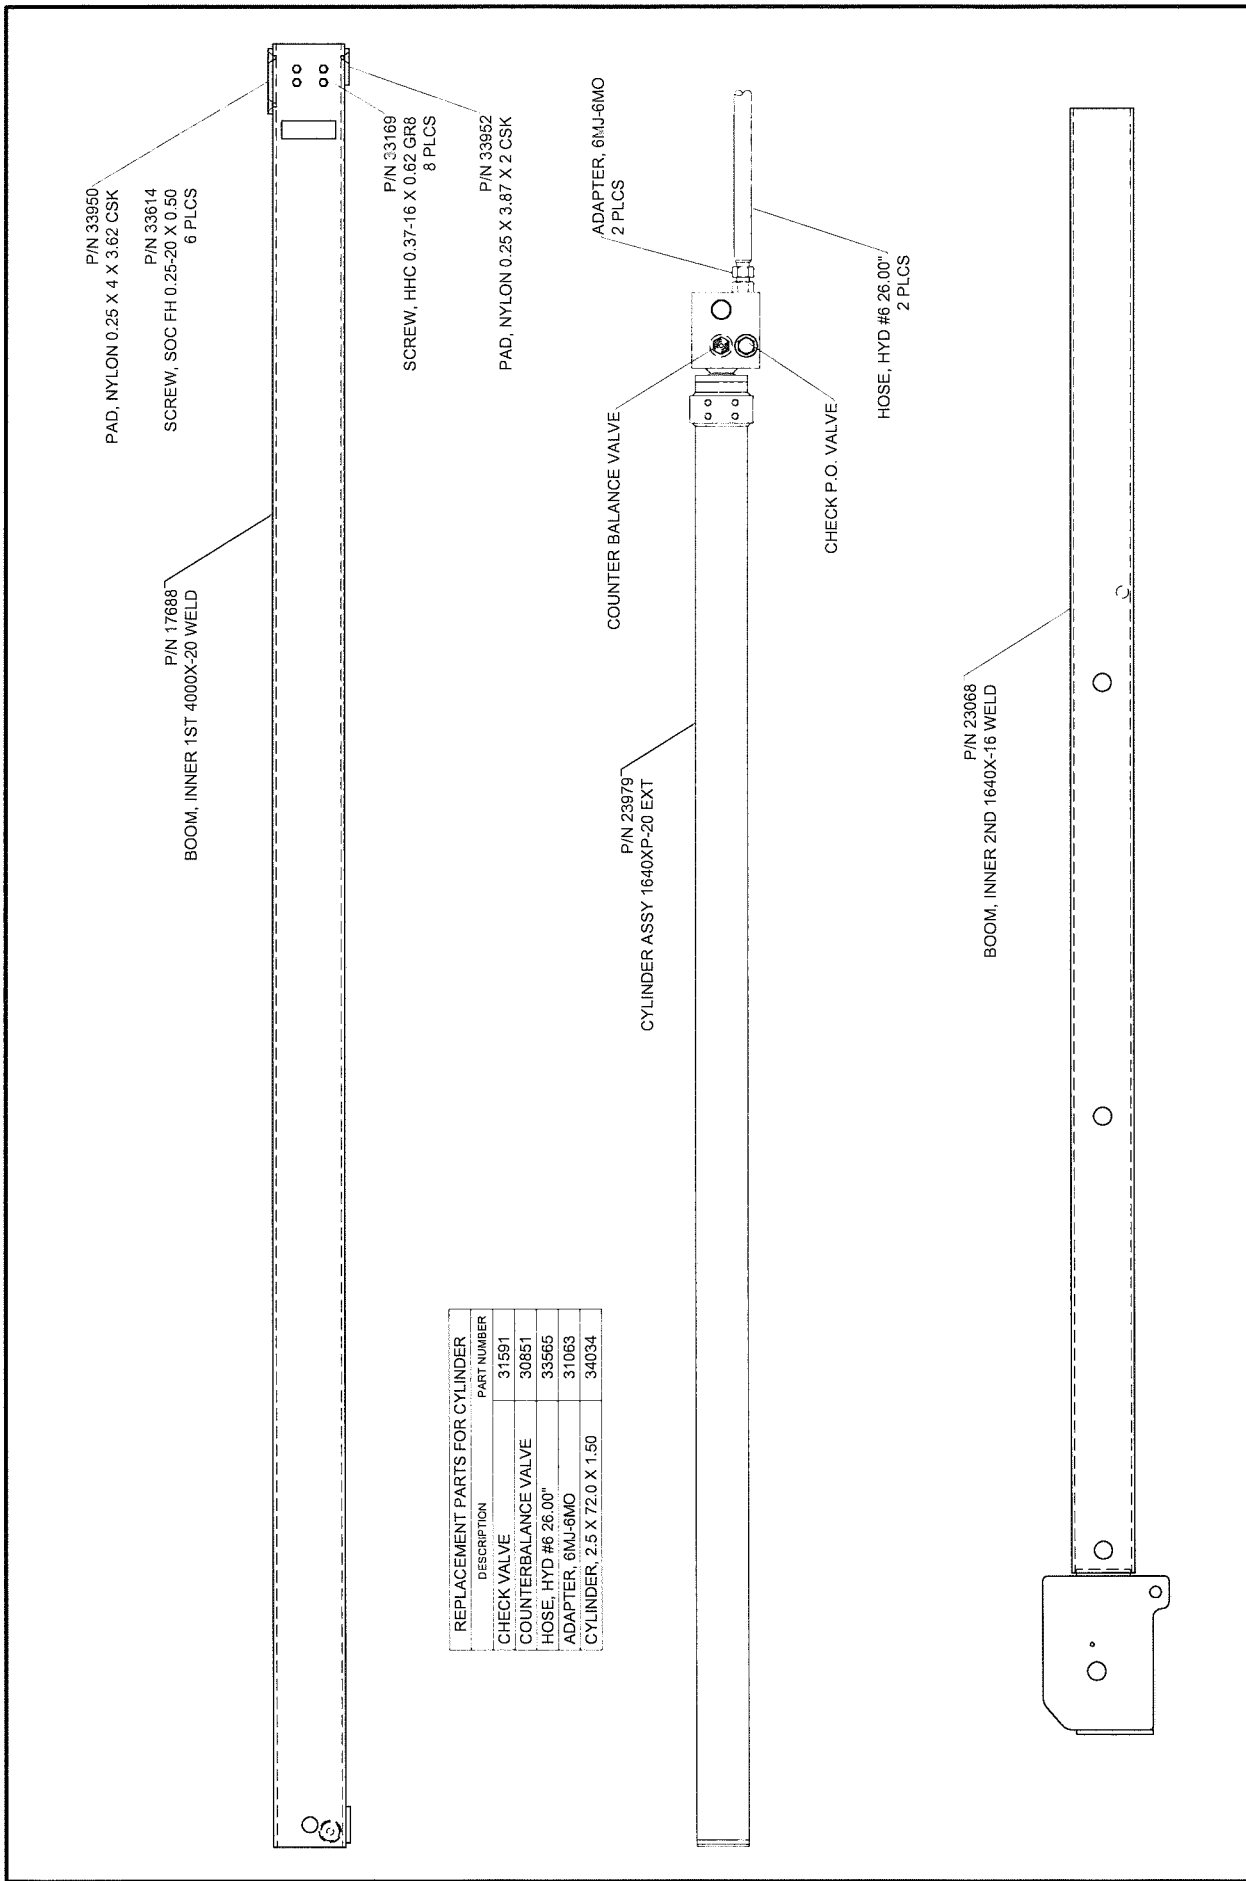 P/N 33950
PAD, NYLON 0.25 X 4 X 3.62 CSK
P/N 33614
SCREW, SOC FH 0.25-20 X 0.50
6 PLCS
P/N 17688
BOOM, INNER 1ST 4000X-20 WELD
P/N 33169
SCREW, HHC 0.37-16 X 0.62 GR8
8 PLCS
P/N 33952
PAD, NYLON 0.25 X 3.87 X 2 CSK
REPLACEMENT PARTS FOR CYLINDER
DESCRIPTION PART NUMBER
CHECK VALVE 31591
COUNTERBALANCE VALVE 30851
HOSE, HYD #6 26.00" 33565
ADAPTER, 6MJ-6MO 31063
CYLINDER, 2.5 X 72.0 X 1.50 34034
ADAPTER, 6MJ-6MO
2 PLCS
COUNTER BALANCE VALVE
P/N 23979
CYLINDER ASSY 1640XP-20 EXT
CHECK P.O. VALVE
HOSE, HYD #6 26.00"
2 PLCS
P/N 23068
BOOM, INNER 2ND 1640X-16 WELD